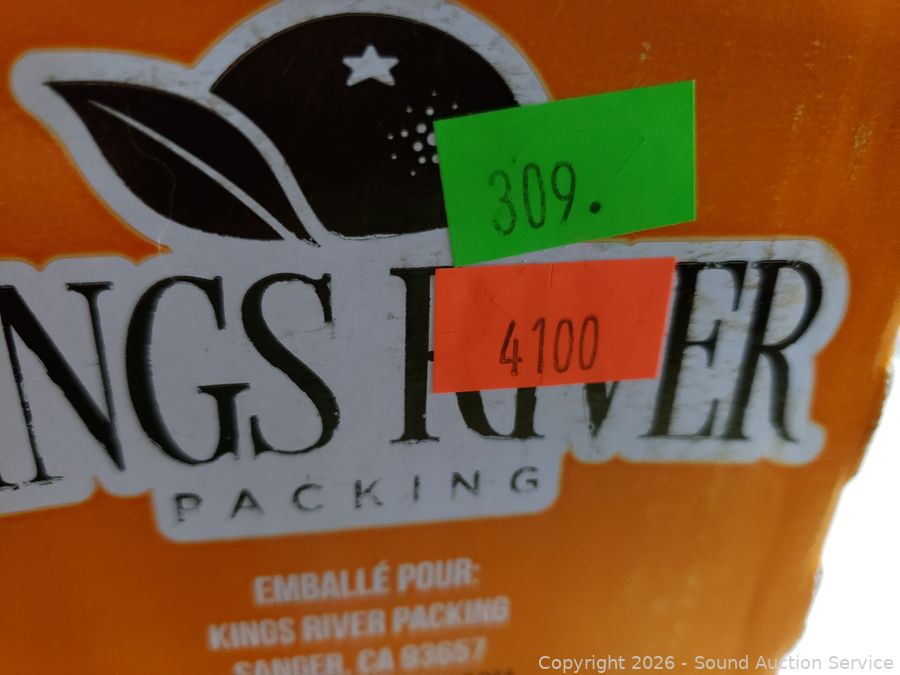 309.
4100
NGS R VER
PACKING
EMBALLÉ POUR:
KINGS RIVER PACKING
SANGER, CA 93657
Copyright 2026 - Sound Auction Service